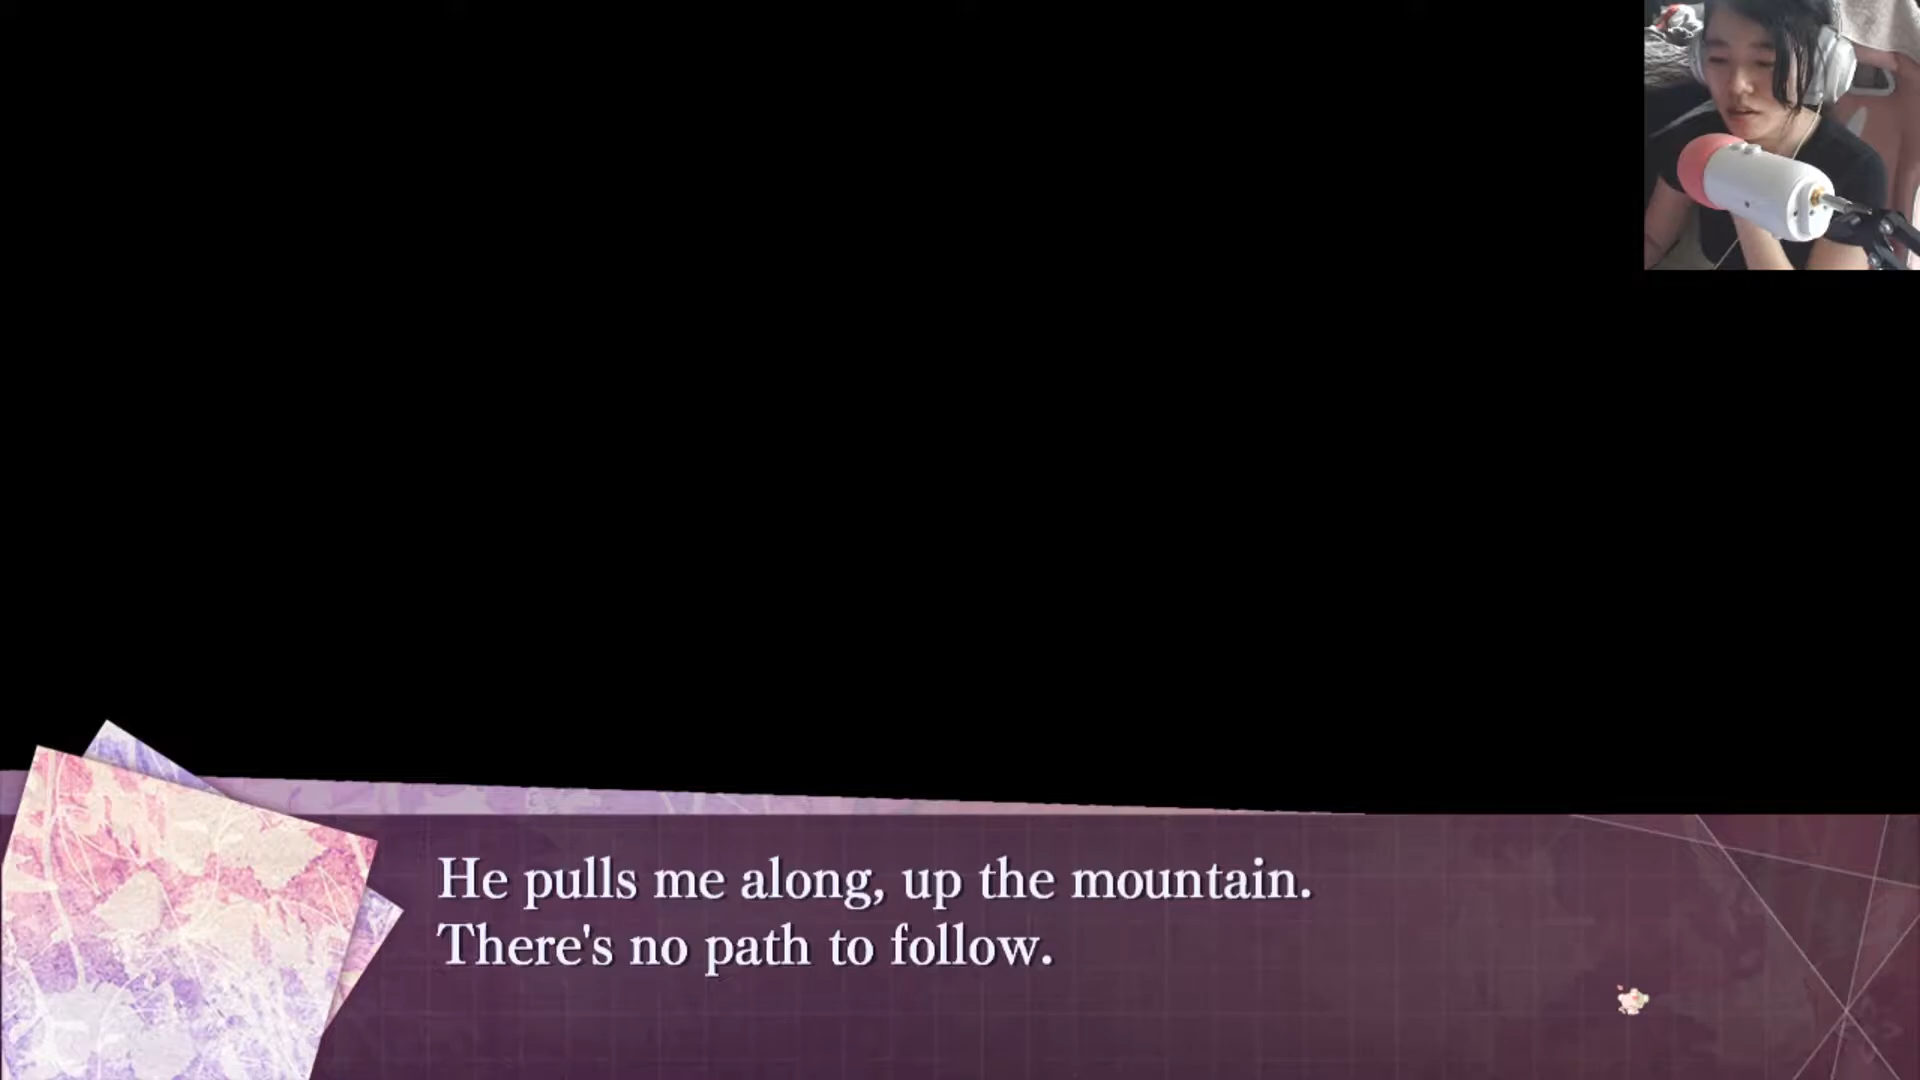 He pulls me along, up the mountain.
There's no path to follow.